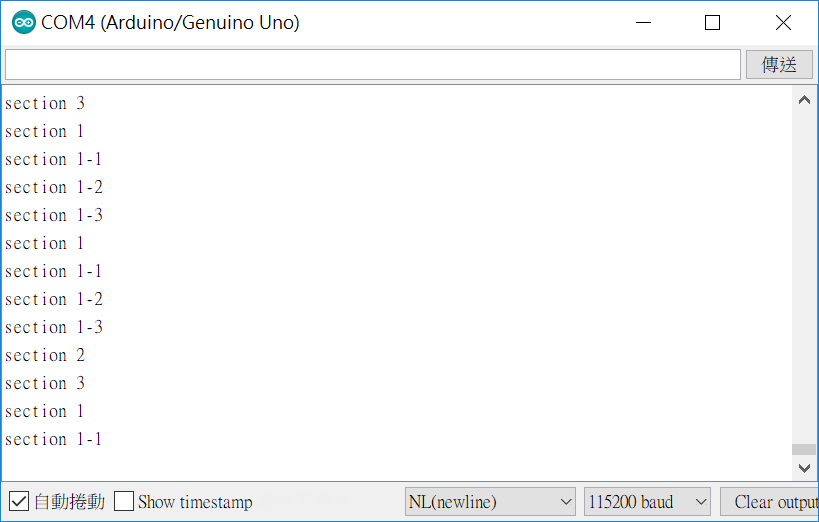 COM4 (Arduino/Genuino Uno)
傳送
section 3
section 1
section 1-1
section 1-2
section 1-3
section 1
section 1-1
section 1-2
section 1-3
section 2
section 3
section 1
section 1-1
自動捲動 Show timestamp NL(newline) 115200 baud Clear output